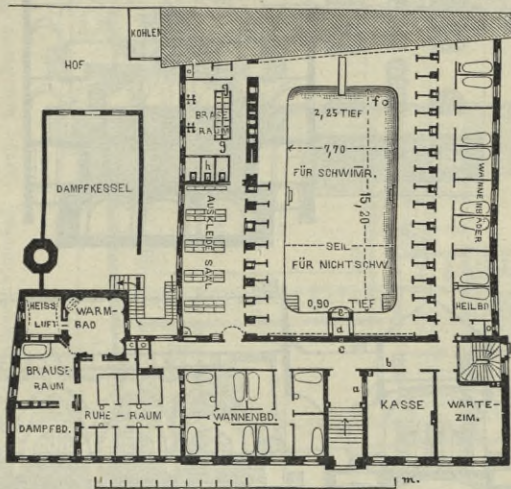 KOHLEN
HOF
BRAUSE
RAUM
g
g
h
f
2,25 TIEF
7,70
FÜR SCHWIMR.
15,20
SEIL
FÜR NICHTSCHW.
0,90 TIEF
e
d
c
WANNENBÄDER
HEILBD.
DAMPFKESSEL
AUSKLEIDE SAAL
HEISS
LUFT
WARM-
BAD
BRAUSE
RAUM
DAMPFBD.
RUHE-RAUM
WANNENBD.
a
b
KASSE
WARTE-
ZIM.
m.